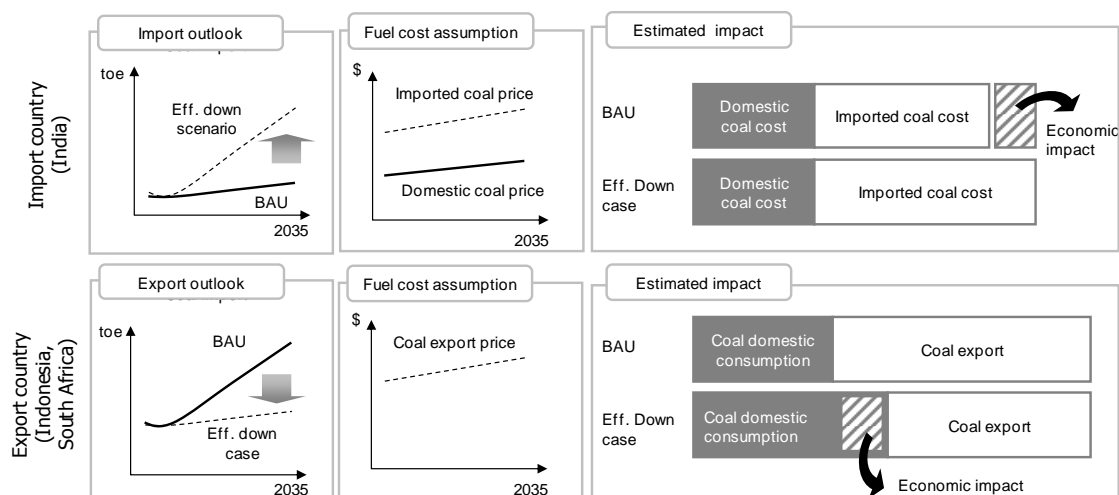 Import country
(India)
Import outlook
toe
Eff. down
scenario
BAU
2035
Fuel cost assumption
$
Imported coal price
Domestic coal price
2035
Estimated impact
BAU
Domestic
coal cost
Imported coal cost
Economic
impact
Eff. Down
case
Domestic
coal cost
Imported coal cost
Export country
(Indonesia,
South Africa)
Export outlook
toe
BAU
Eff. down
case
2035
Fuel cost assumption
$
Coal export price
2035
Estimated impact
BAU
Coal domestic
consumption
Coal export
Eff. Down
case
Coal domestic
consumption
Coal export
Economic impact